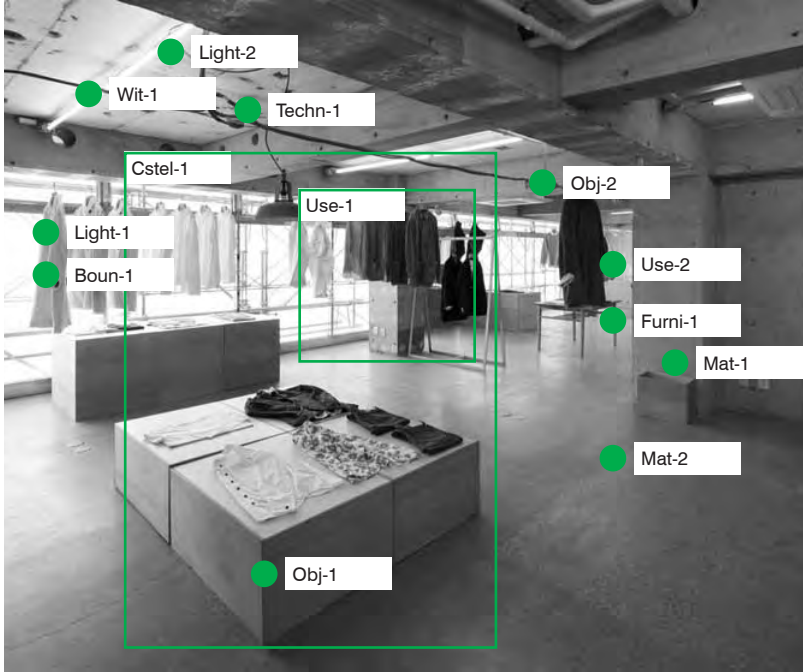 Light-2
Wit-1
Techn-1
Cstel-1
Obj-2
Use-1
Light-1
Use-2
Boun-1
Furni-1
Mat-1
Mat-2
Obj-1